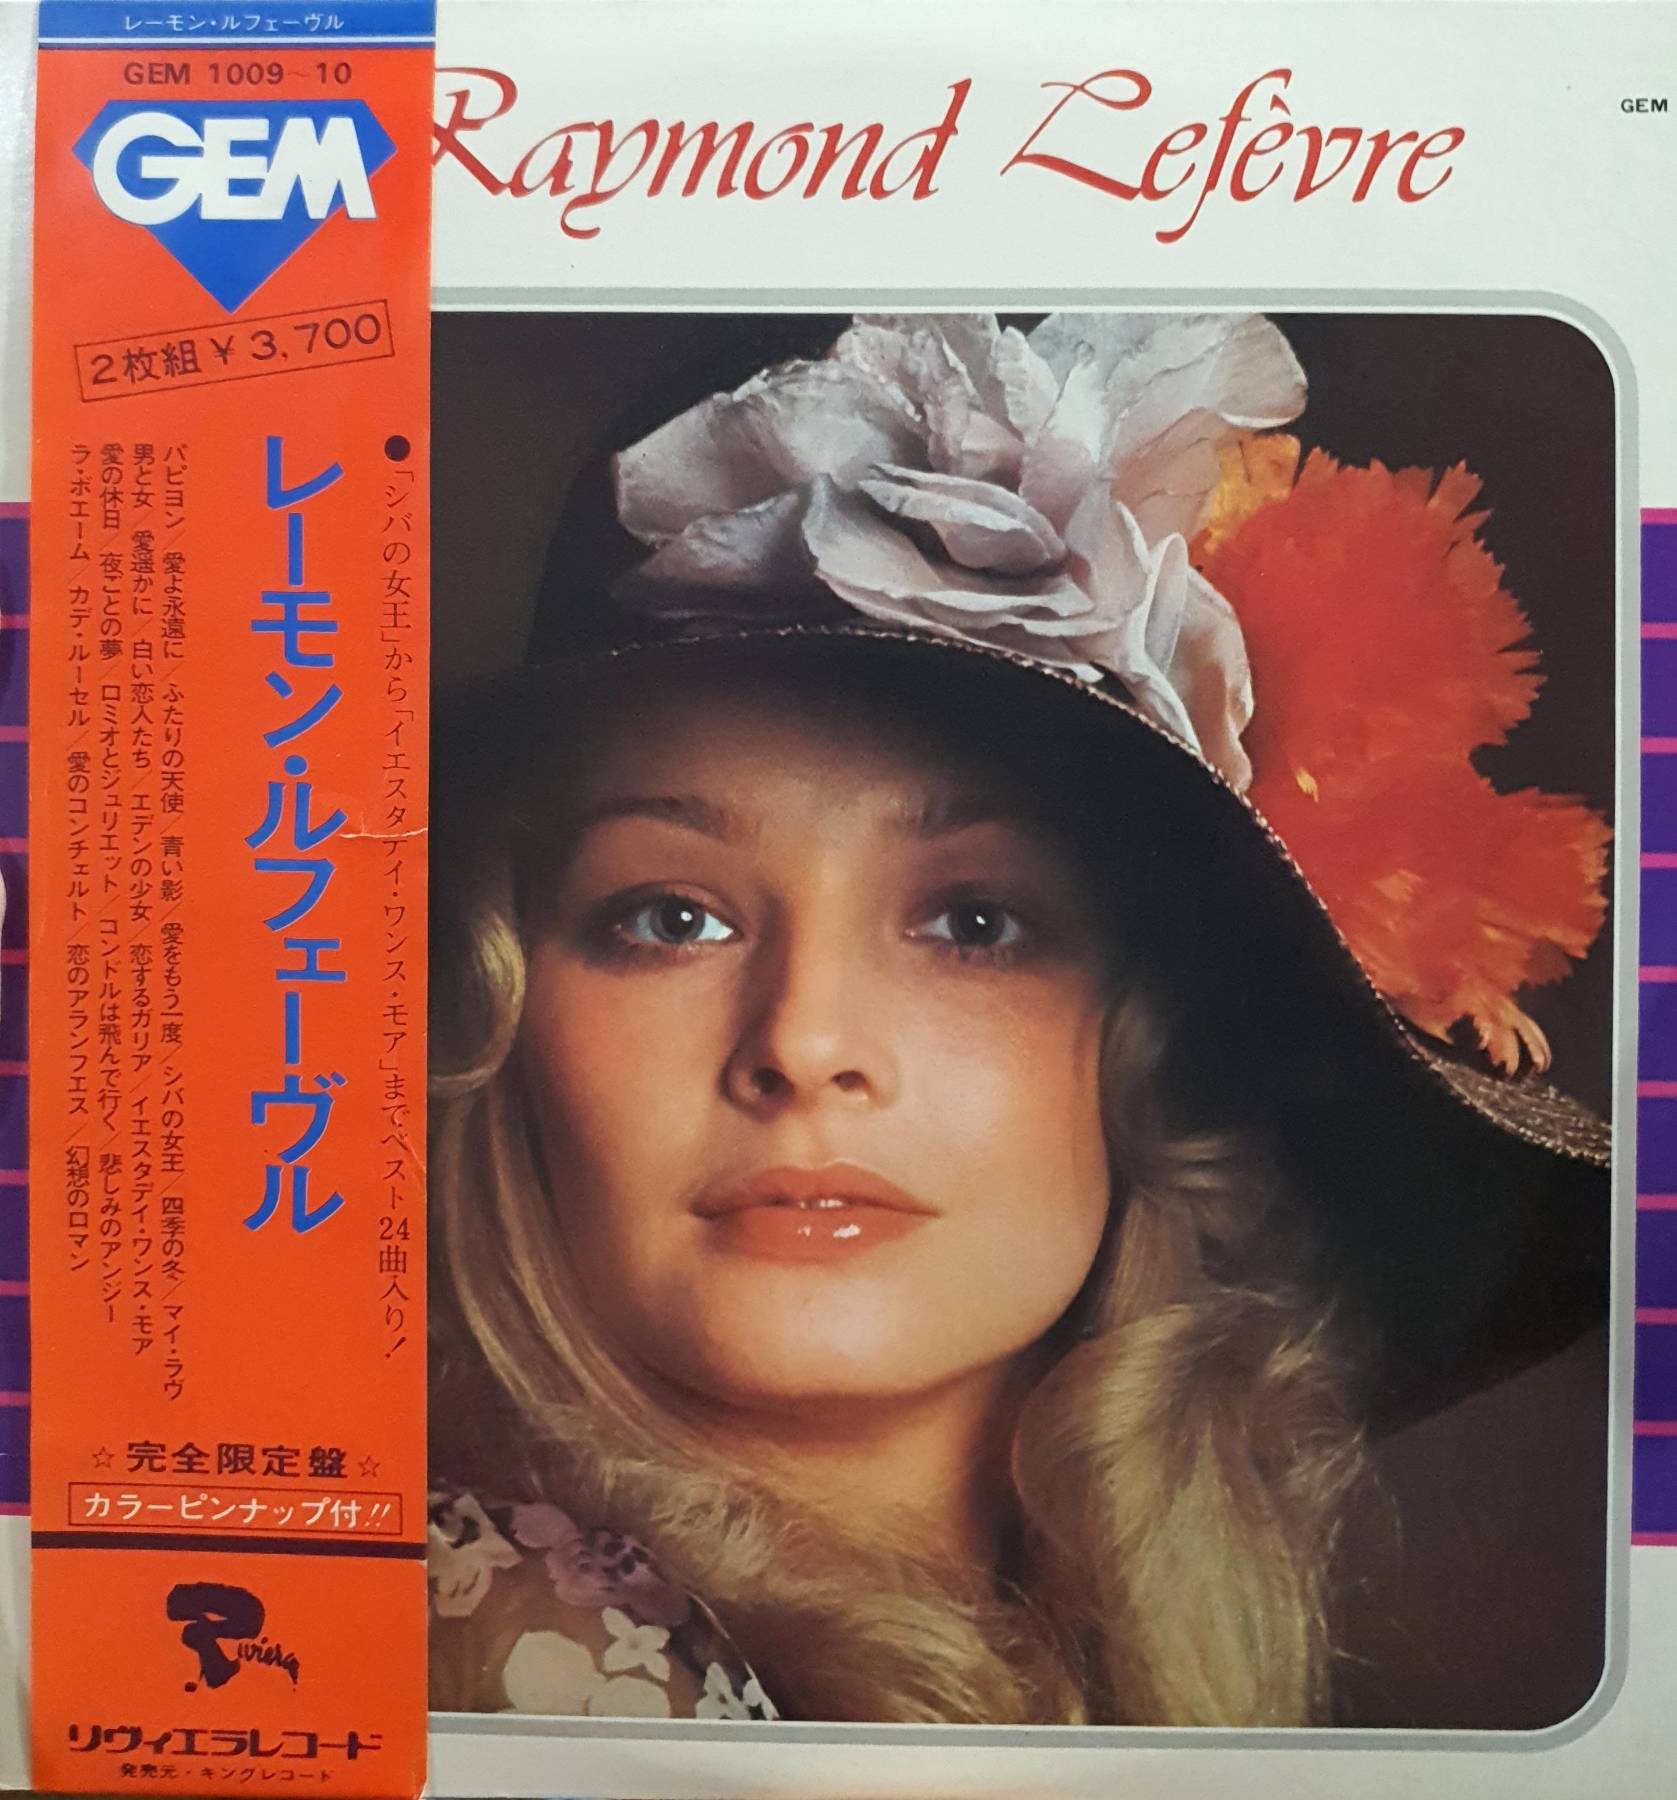 レーモン・ルフェーヴル
GEM 1009~10
GEM
2枚組¥3,700
●「シバの女王」から「イエスタデイ・ワンス・モア」までベスト24曲入り!
レーモン・ルフェーヴル
パピヨン/愛よ永遠に/ふたりの天使/青い影/愛をもう一度/シバの女王/四季の冬/マイ・ラヴ
男と女/愛遥かに/白い恋人たち/エデンの少女/恋するガリア/イエスタデイ・ワンス・モア
愛の休日/夜ごとの夢/ロミオとジュリエット/コンドルは飛んで行く/悲しみのアンジー
ラ・ボエーム/カデ・ルーセル/愛のコンチェルト/恋のアランフェス/幻想のロマン
☆完全限定盤☆
カラーピンナップ付!!
Riviera
リヴィエラレコード
発売元・キングレコード
Raymond Lefèvre
GEM